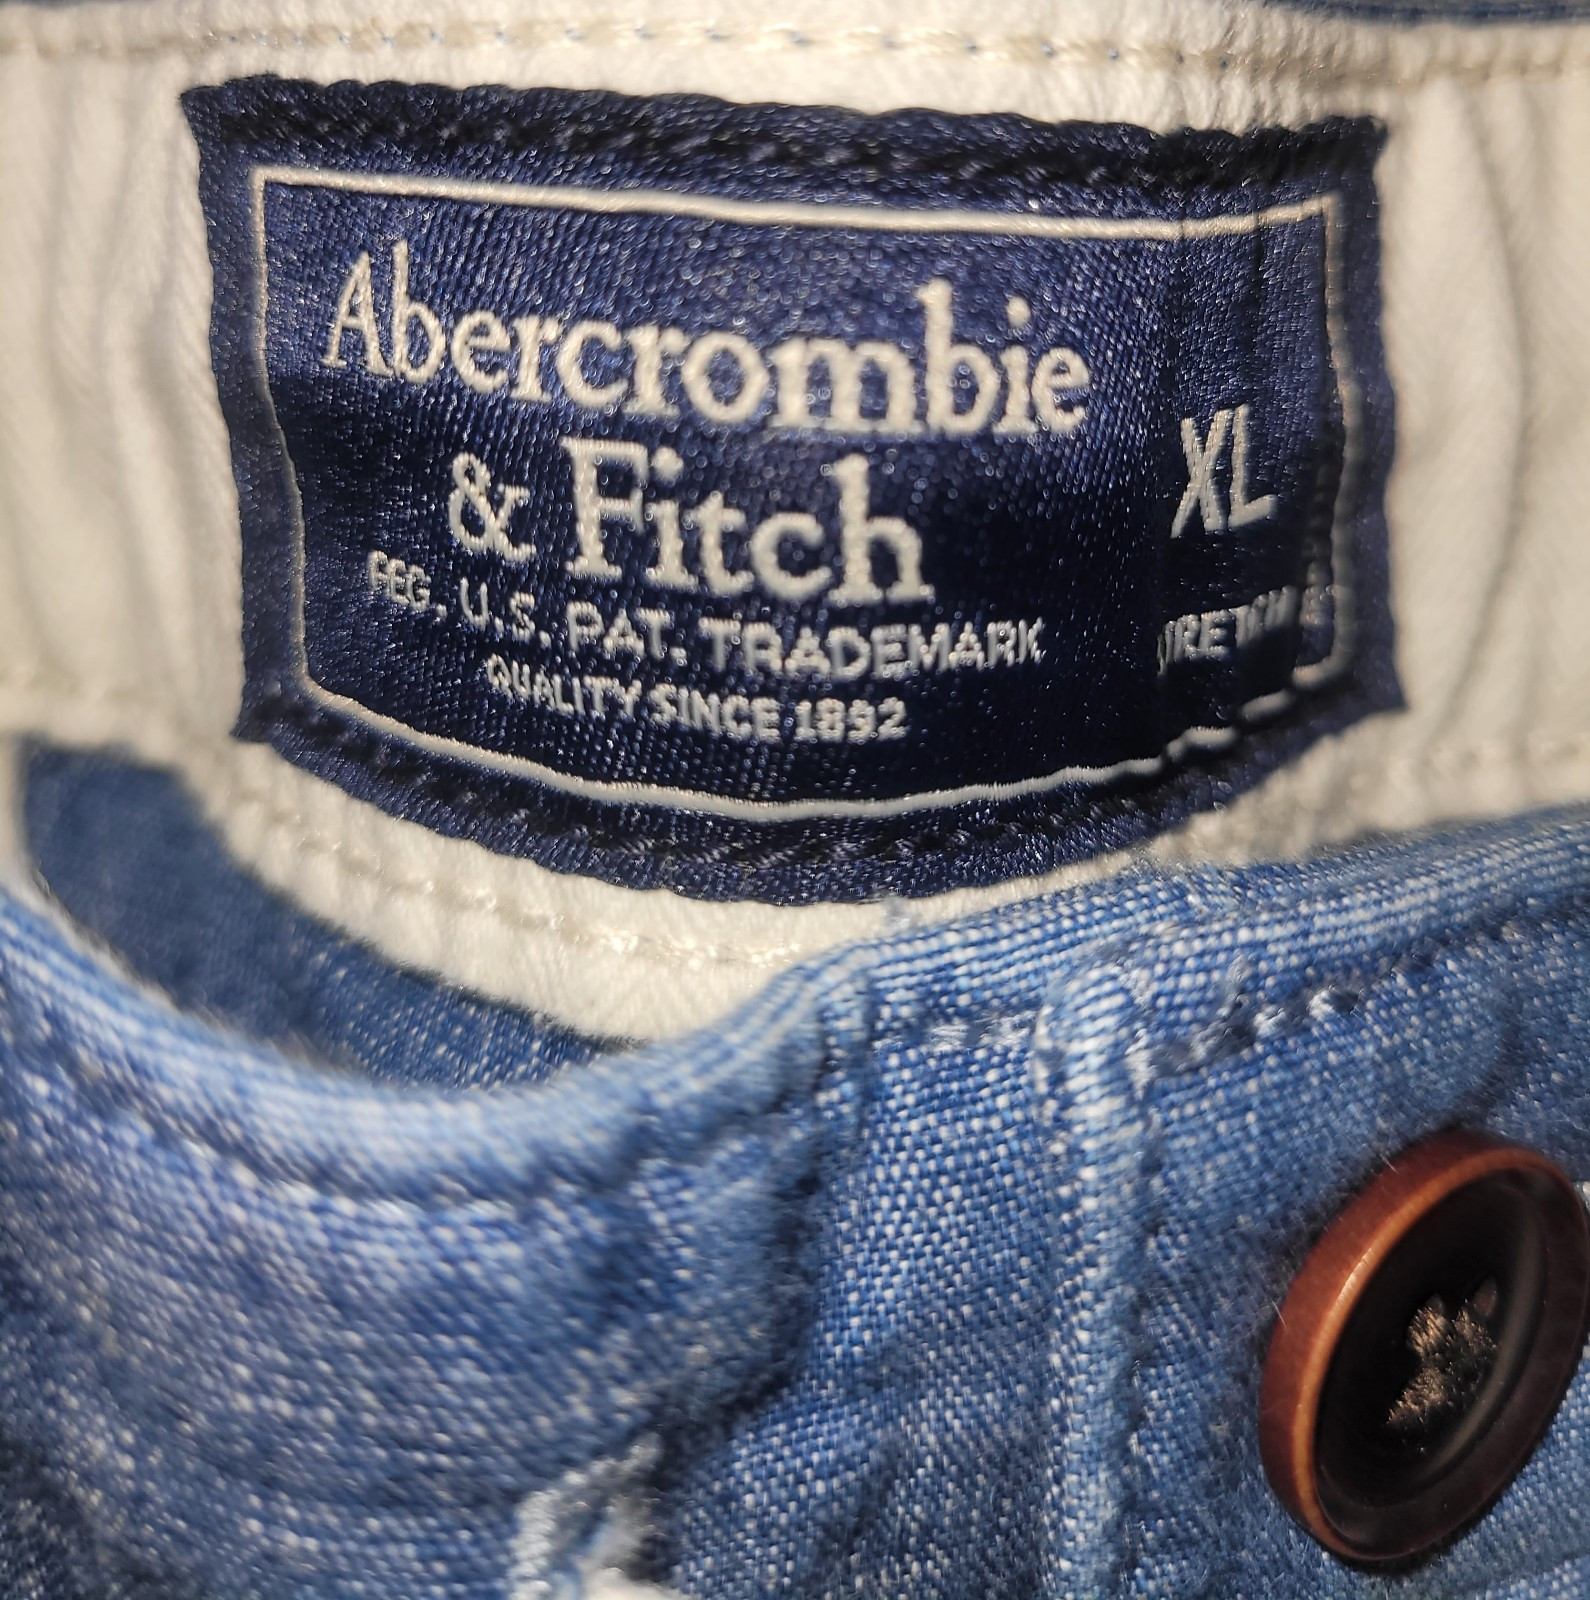 Abercrombie
& Fitch
REG. U.S. PAT. TRADEMARK
QUALITY SINCE 1892
XL